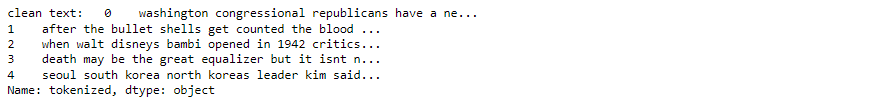 clean text:   0    washington congressional republicans have a ne...
1    after the bullet shells get counted the blood ...
2    when walt disneys bambi opened in 1942 critics...
3    death may be the great equalizer but it isnt n...
4    seoul south korea north koreas leader kim said...
Name: tokenized, dtype: object